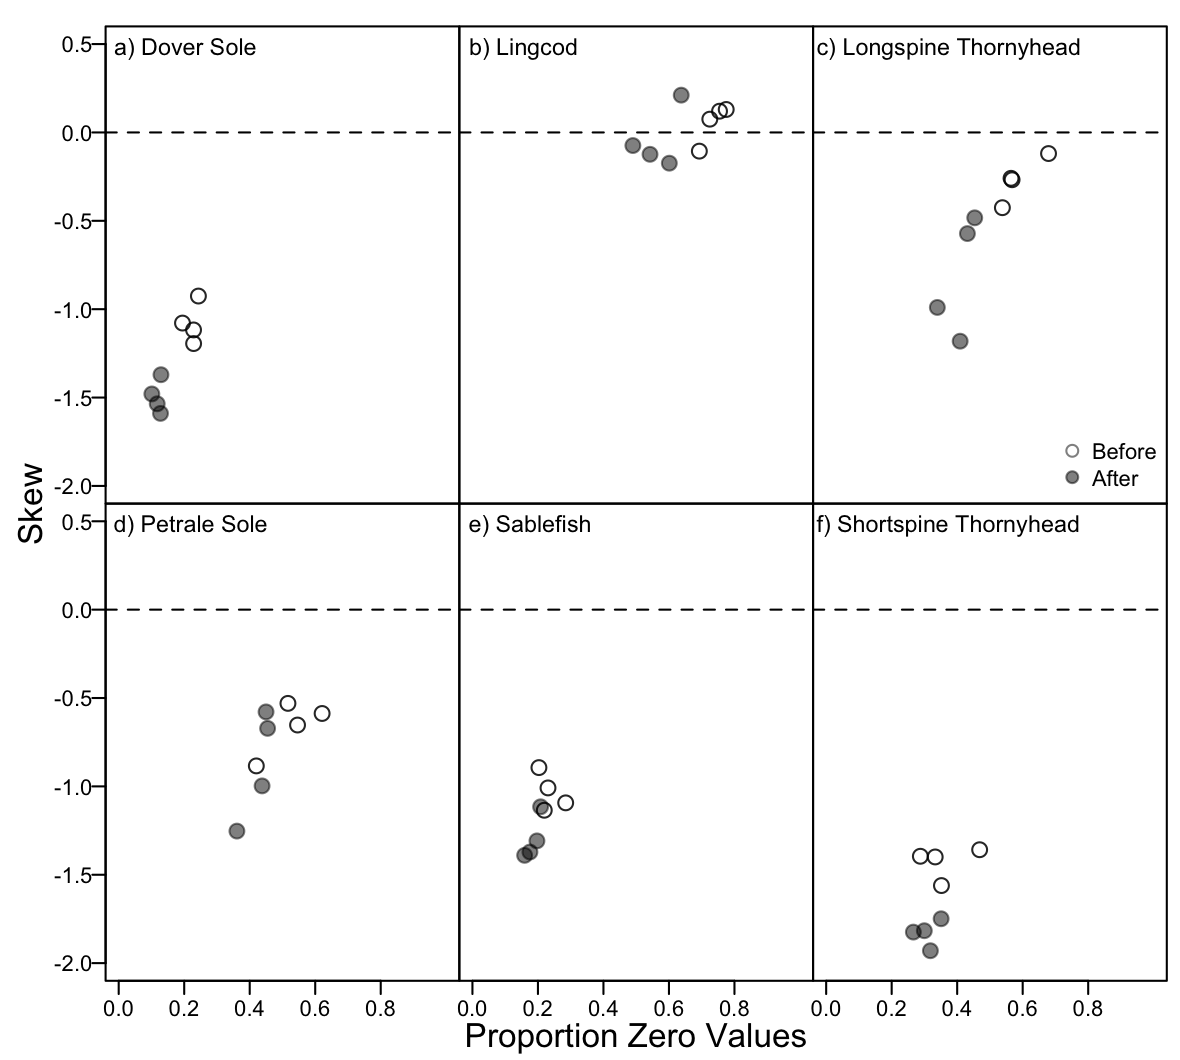 a) Dover Sole
b) Lingcod
c) Longspine Thornyhead
0.5
0.0
-0.5
-1.0
-1.5
-2.0
Before
After
Skew
d) Petrale Sole
e) Sablefish
f) Shortspine Thornyhead
0.5
0.0
-0.5
-1.0
-1.5
-2.0
0.0 0.2 0.4 0.6 0.8 0.0 0.2 0.4 0.6 0.8 0.0 0.2 0.4 0.6 0.8
Proportion Zero Values